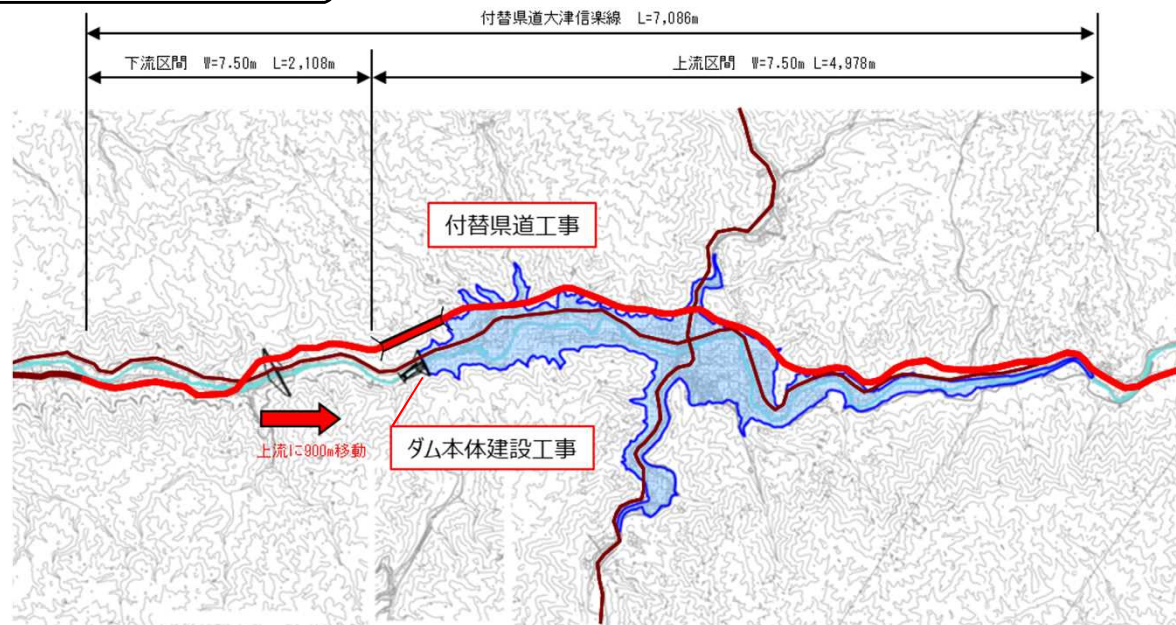 付替県道大津信楽線 L=7,086m
下流区間 W=7.50m L=2,108m
上流区間 W=7.50m L=4,978m
付替県道工事
上流に900m移動
ダム本体建設工事